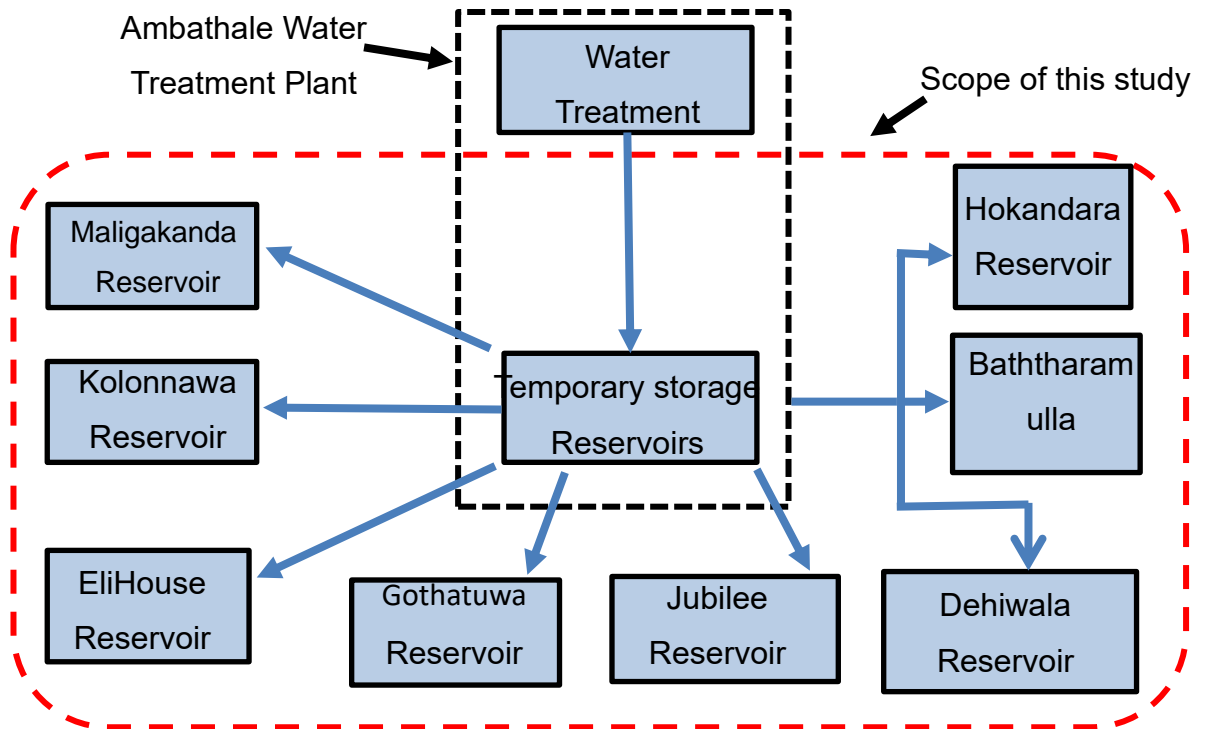 Ambathale Water
Treatment Plant
Water
Treatment
Scope of this study
Maligakanda
Reservoir
Hokandara
Reservoir
Kolonnawa
Reservoir
Temporary storage
Reservoirs
Baththaram
ulla
EliHouse
Reservoir
Gothatuwa
Reservoir
Jubilee
Reservoir
Dehiwala
Reservoir